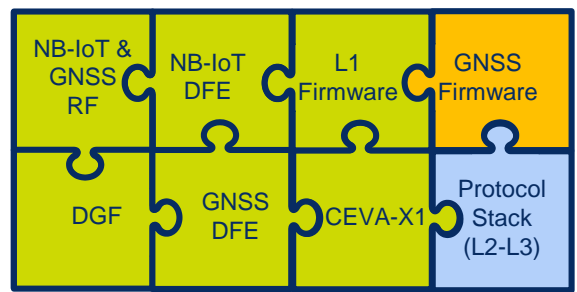 NB-IoT &
GNSS
RF
NB-IoT
DFE
L1
Firmware
GNSS
Firmware
DGF
GNSS
DFE
CEVA-X1
Protocol
Stack
(L2-L3)